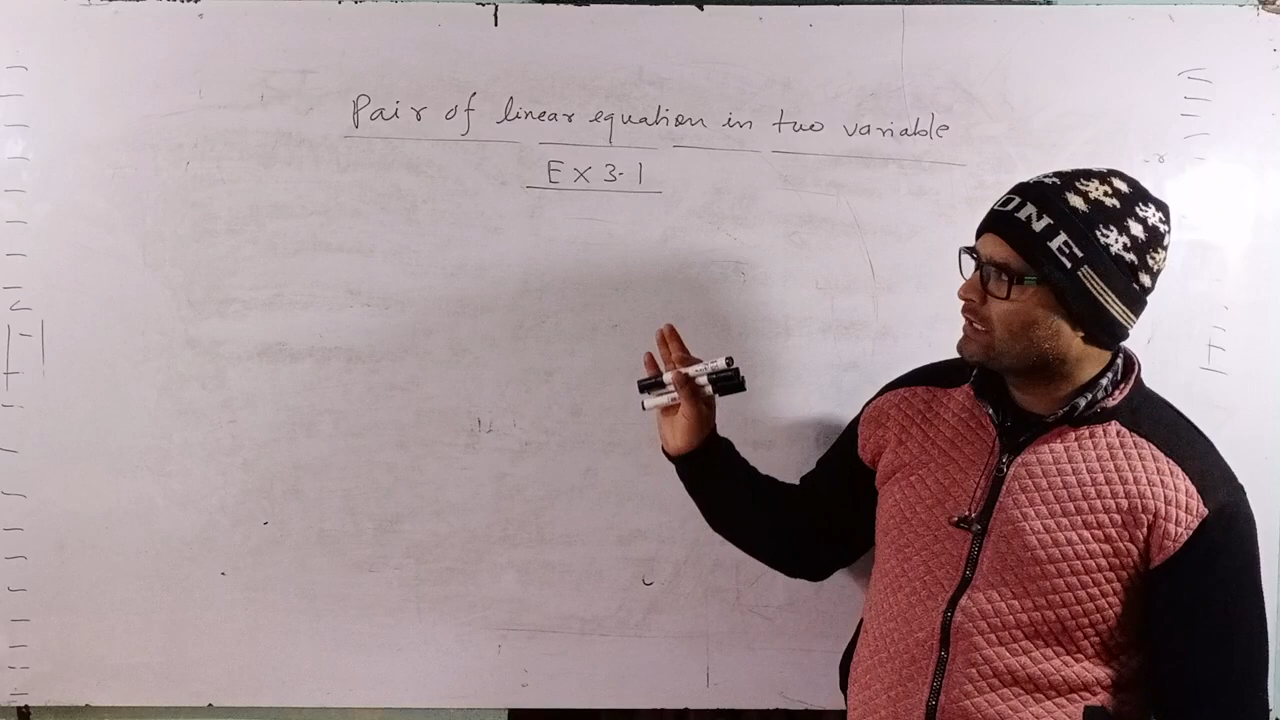 Pair of linear equation in two variable
Ex 3.1
ONE